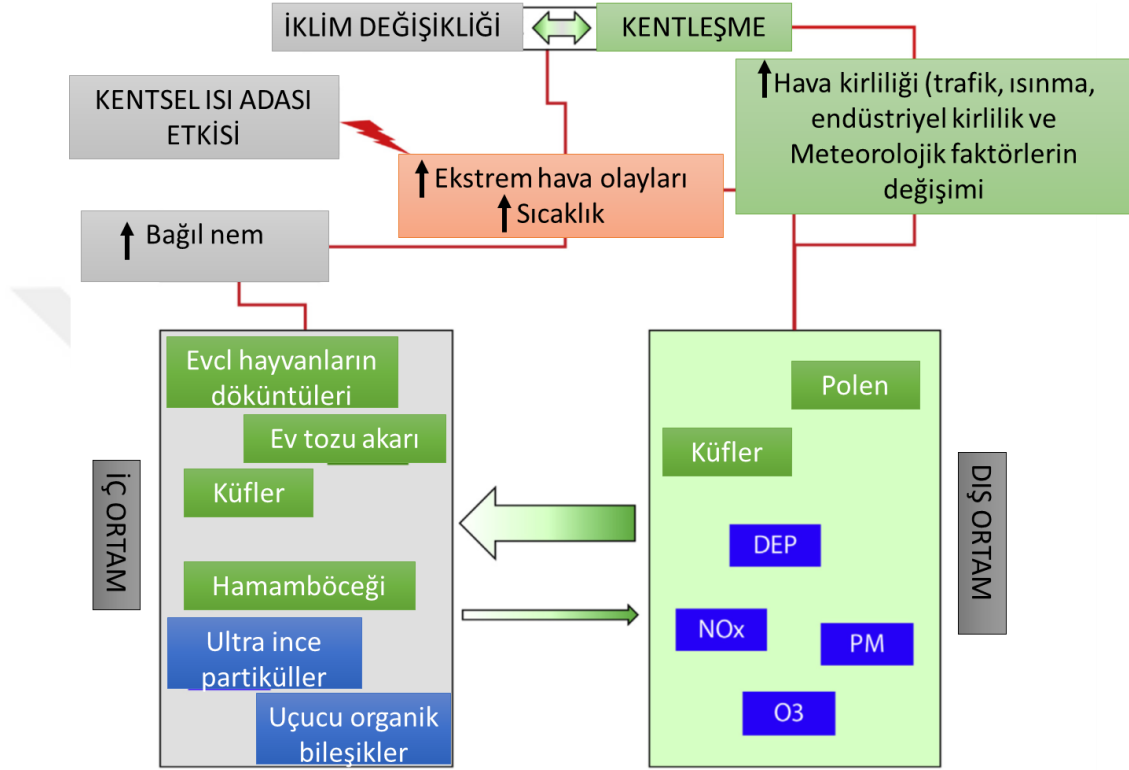 İKLİM DEĞİŞİKLİĞİ
KENTLEŞME
KENTSEL ISI ADASI
ETKİSİ
Hava kirliliği (trafik, ısınma,
endüstriyel kirlilik ve
Meteorolojik faktörlerin
değişimi
Ekstrem hava olayları
Sıcaklık
Bağıl nem
İÇ ORTAM
Evcl hayvanların
döküntüleri
Ev tozu akarı
Küfler
Hamamböceği
Ultra ince
partiküller
Uçucu organik
bileşikler
Polen
Küfler
DEP
NOx
PM
O3
DIŞ ORTAM